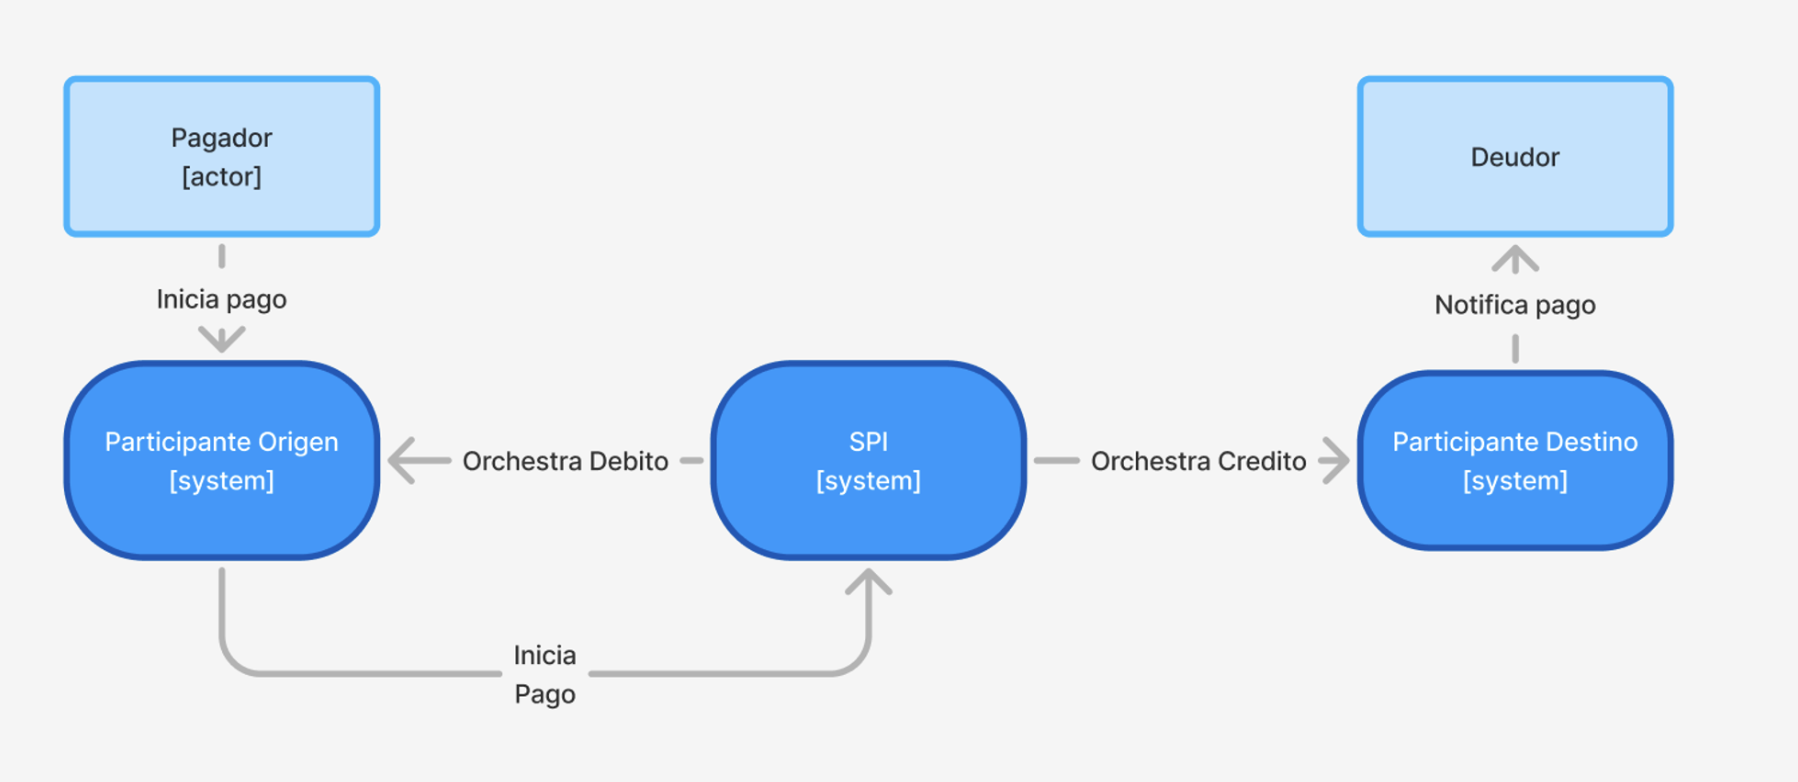 Pagador
[actor]
Deudor
Inicia pago
Notifica pago
Participante Origen
[system]
Orchestra Debito
SPI
[system]
Orchestra Credito
Participante Destino
[system]
Inicia
Pago